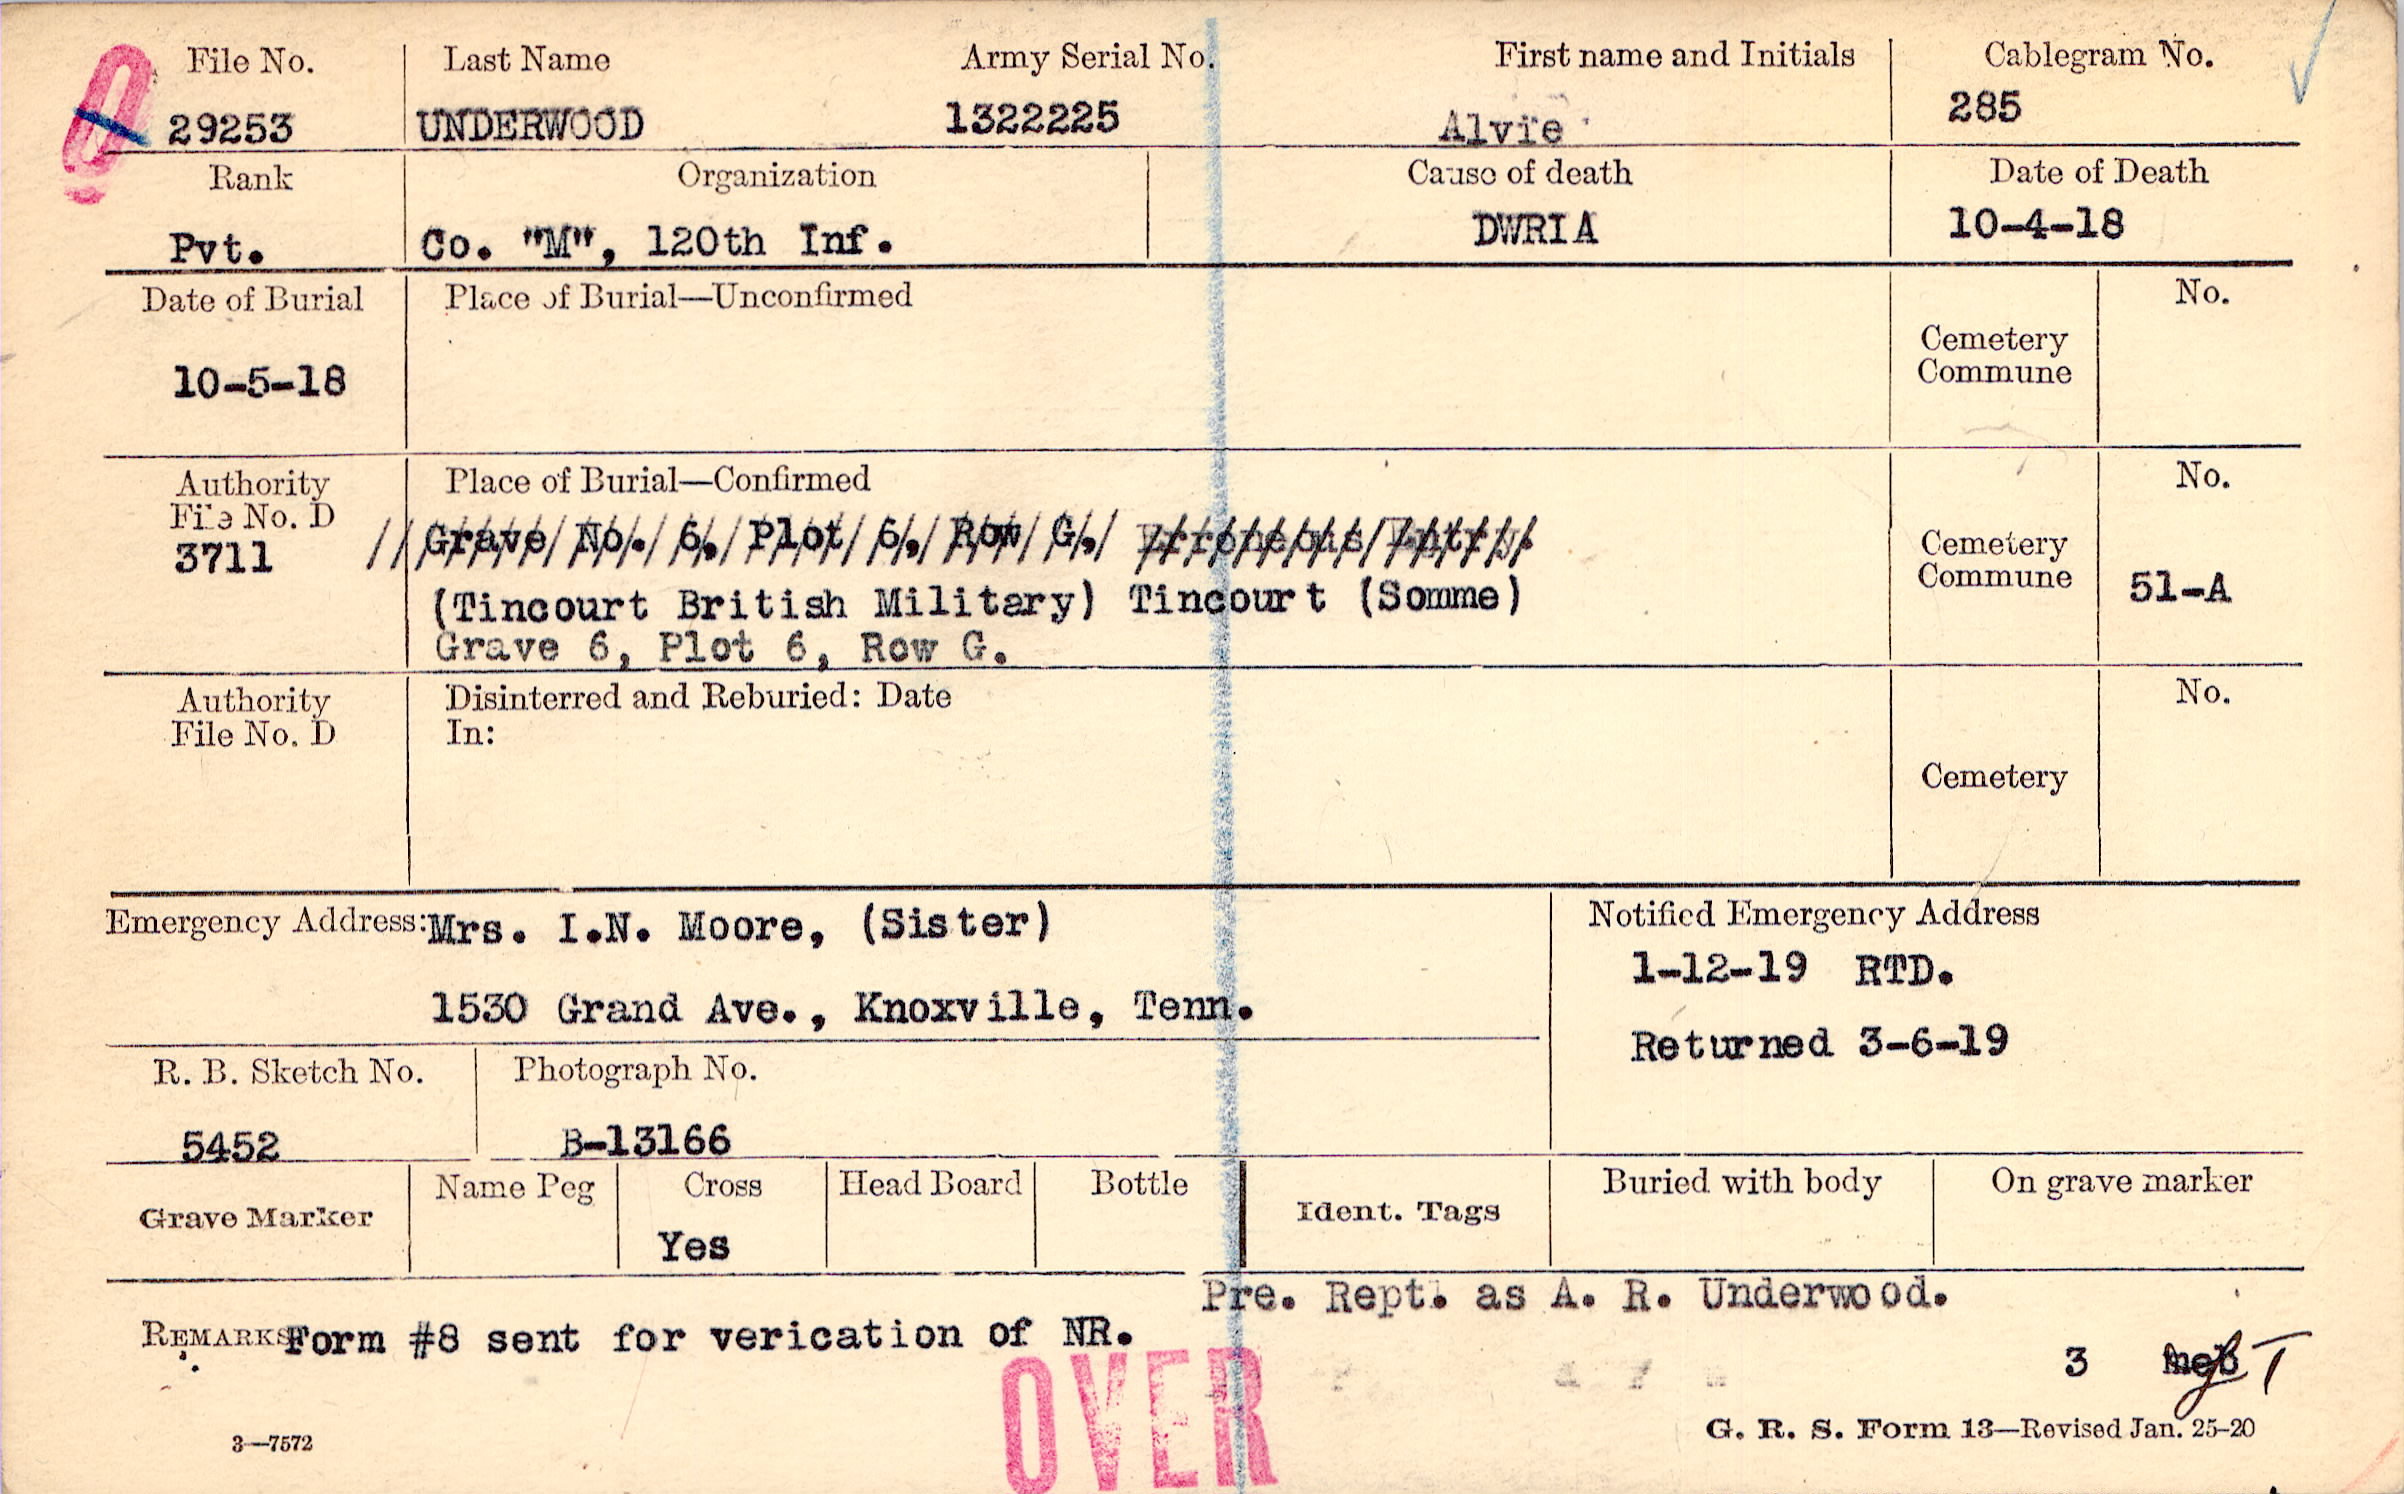 File No. Last Name Army Serial No. First name and Initials Cablegram No.
29253 UNDERWOOD 1322225 Alvie 285
Rank Organization Cause of death Date of Death
Pvt. Co. "M", 120th Inf. DWRIA 10-4-18
Date of Burial Place of Burial—Unconfirmed No.
Cemetery
Commune
10-5-18
Authority Place of Burial—Confirmed No.
File No. D
3711 Grave No. 6, Plot 6, Row G, Erroneous Entry.
Cemetery
Commune 51-A
(Tincourt British Military) Tincourt (Somme)
Grave 6, Plot 6, Row G.
Authority Disinterred and Reburied: Date No.
File No. D In:
Cemetery
Emergency Address: Mrs. I.N. Moore, (Sister) Notified Emergency Address
1-12-19 RTD.
1530 Grand Ave., Knoxville, Tenn.
Returned 3-6-19
R. B. Sketch No. Photograph No.
5452 B-13166
Grave Marker Name Peg Cross Head Board Bottle Ident. Tags Buried with body On grave marker
Yes
Pre. Rept. as A. R. Underwood.
REMARKS: Form #8 sent for verication of NR.
3 T
OVER
3—7572 G. R. S. Form 13—Revised Jan. 25-20